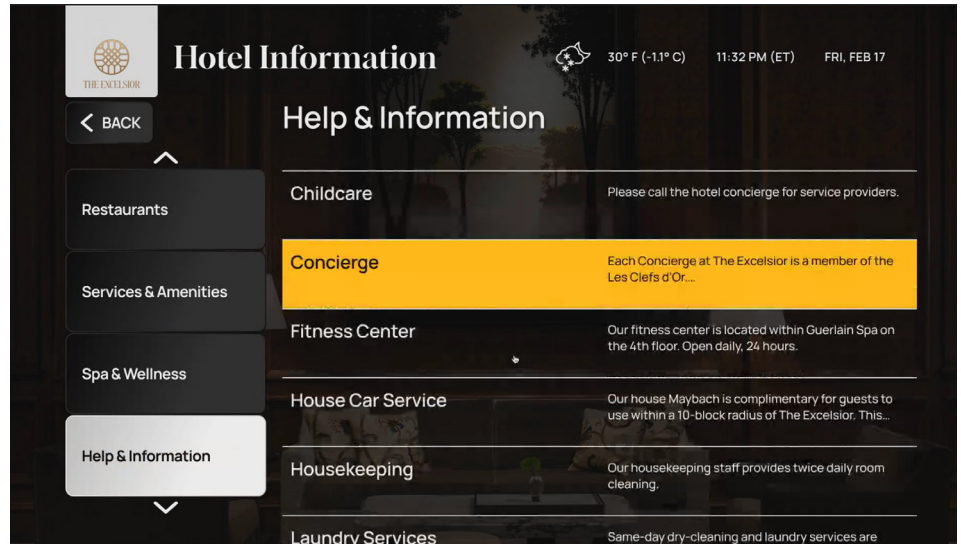 THE EXCELSIOR
Hotel Information
30° F (-1.1° C)
11:32 PM (ET)
FRI, FEB 17
BACK
Help & Information
Restaurants
Services & Amenities
Spa & Wellness
Help & Information
Childcare
Please call the hotel concierge for service providers.
Concierge
Each Concierge at The Excelsior is a member of the
Les Clefs d'Or....
Fitness Center
Our fitness center is located within Guerlain Spa on
the 4th floor. Open daily, 24 hours.
House Car Service
Our house Maybach is complimentary for guests to
use within a 10-block radius of The Excelsior. This...
Housekeeping
Our housekeeping staff provides twice daily room
cleaning.
Laundry Services
Same-day dry-cleaning and laundry services are